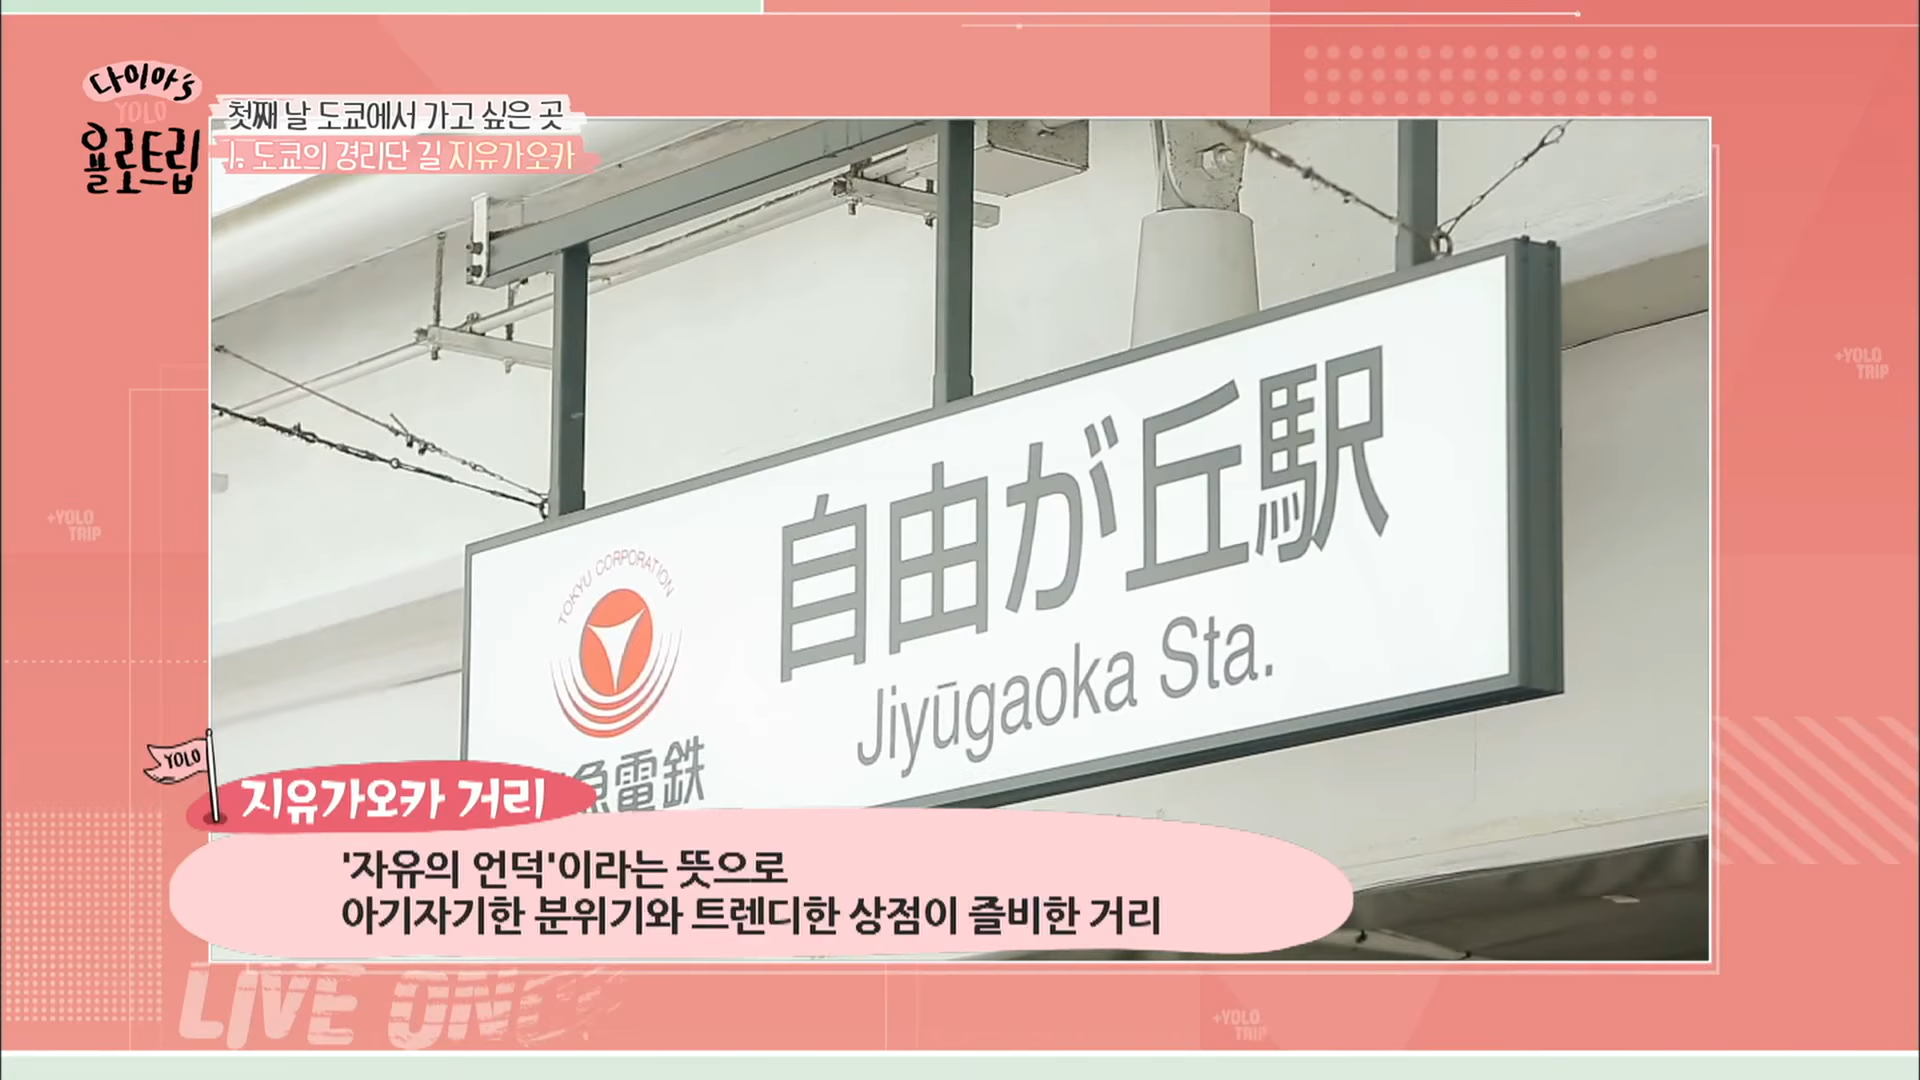 다이아's
YOLO
욜로트립
첫째 날 도쿄에서 가고 싶은 곳
1. 도쿄의 경리단 길 지유가오카
+YOLO
TRIP
+YOLO
TRIP
TOKYU CORPORATION
自由が丘駅
Jiyūgaoka Sta.
急電鉄
YOLO
지유가오카 거리
'자유의 언덕'이라는 뜻으로
아기자기한 분위기와 트렌디한 상점이 즐비한 거리
LIVE ONCE
+YOLO
TRIP